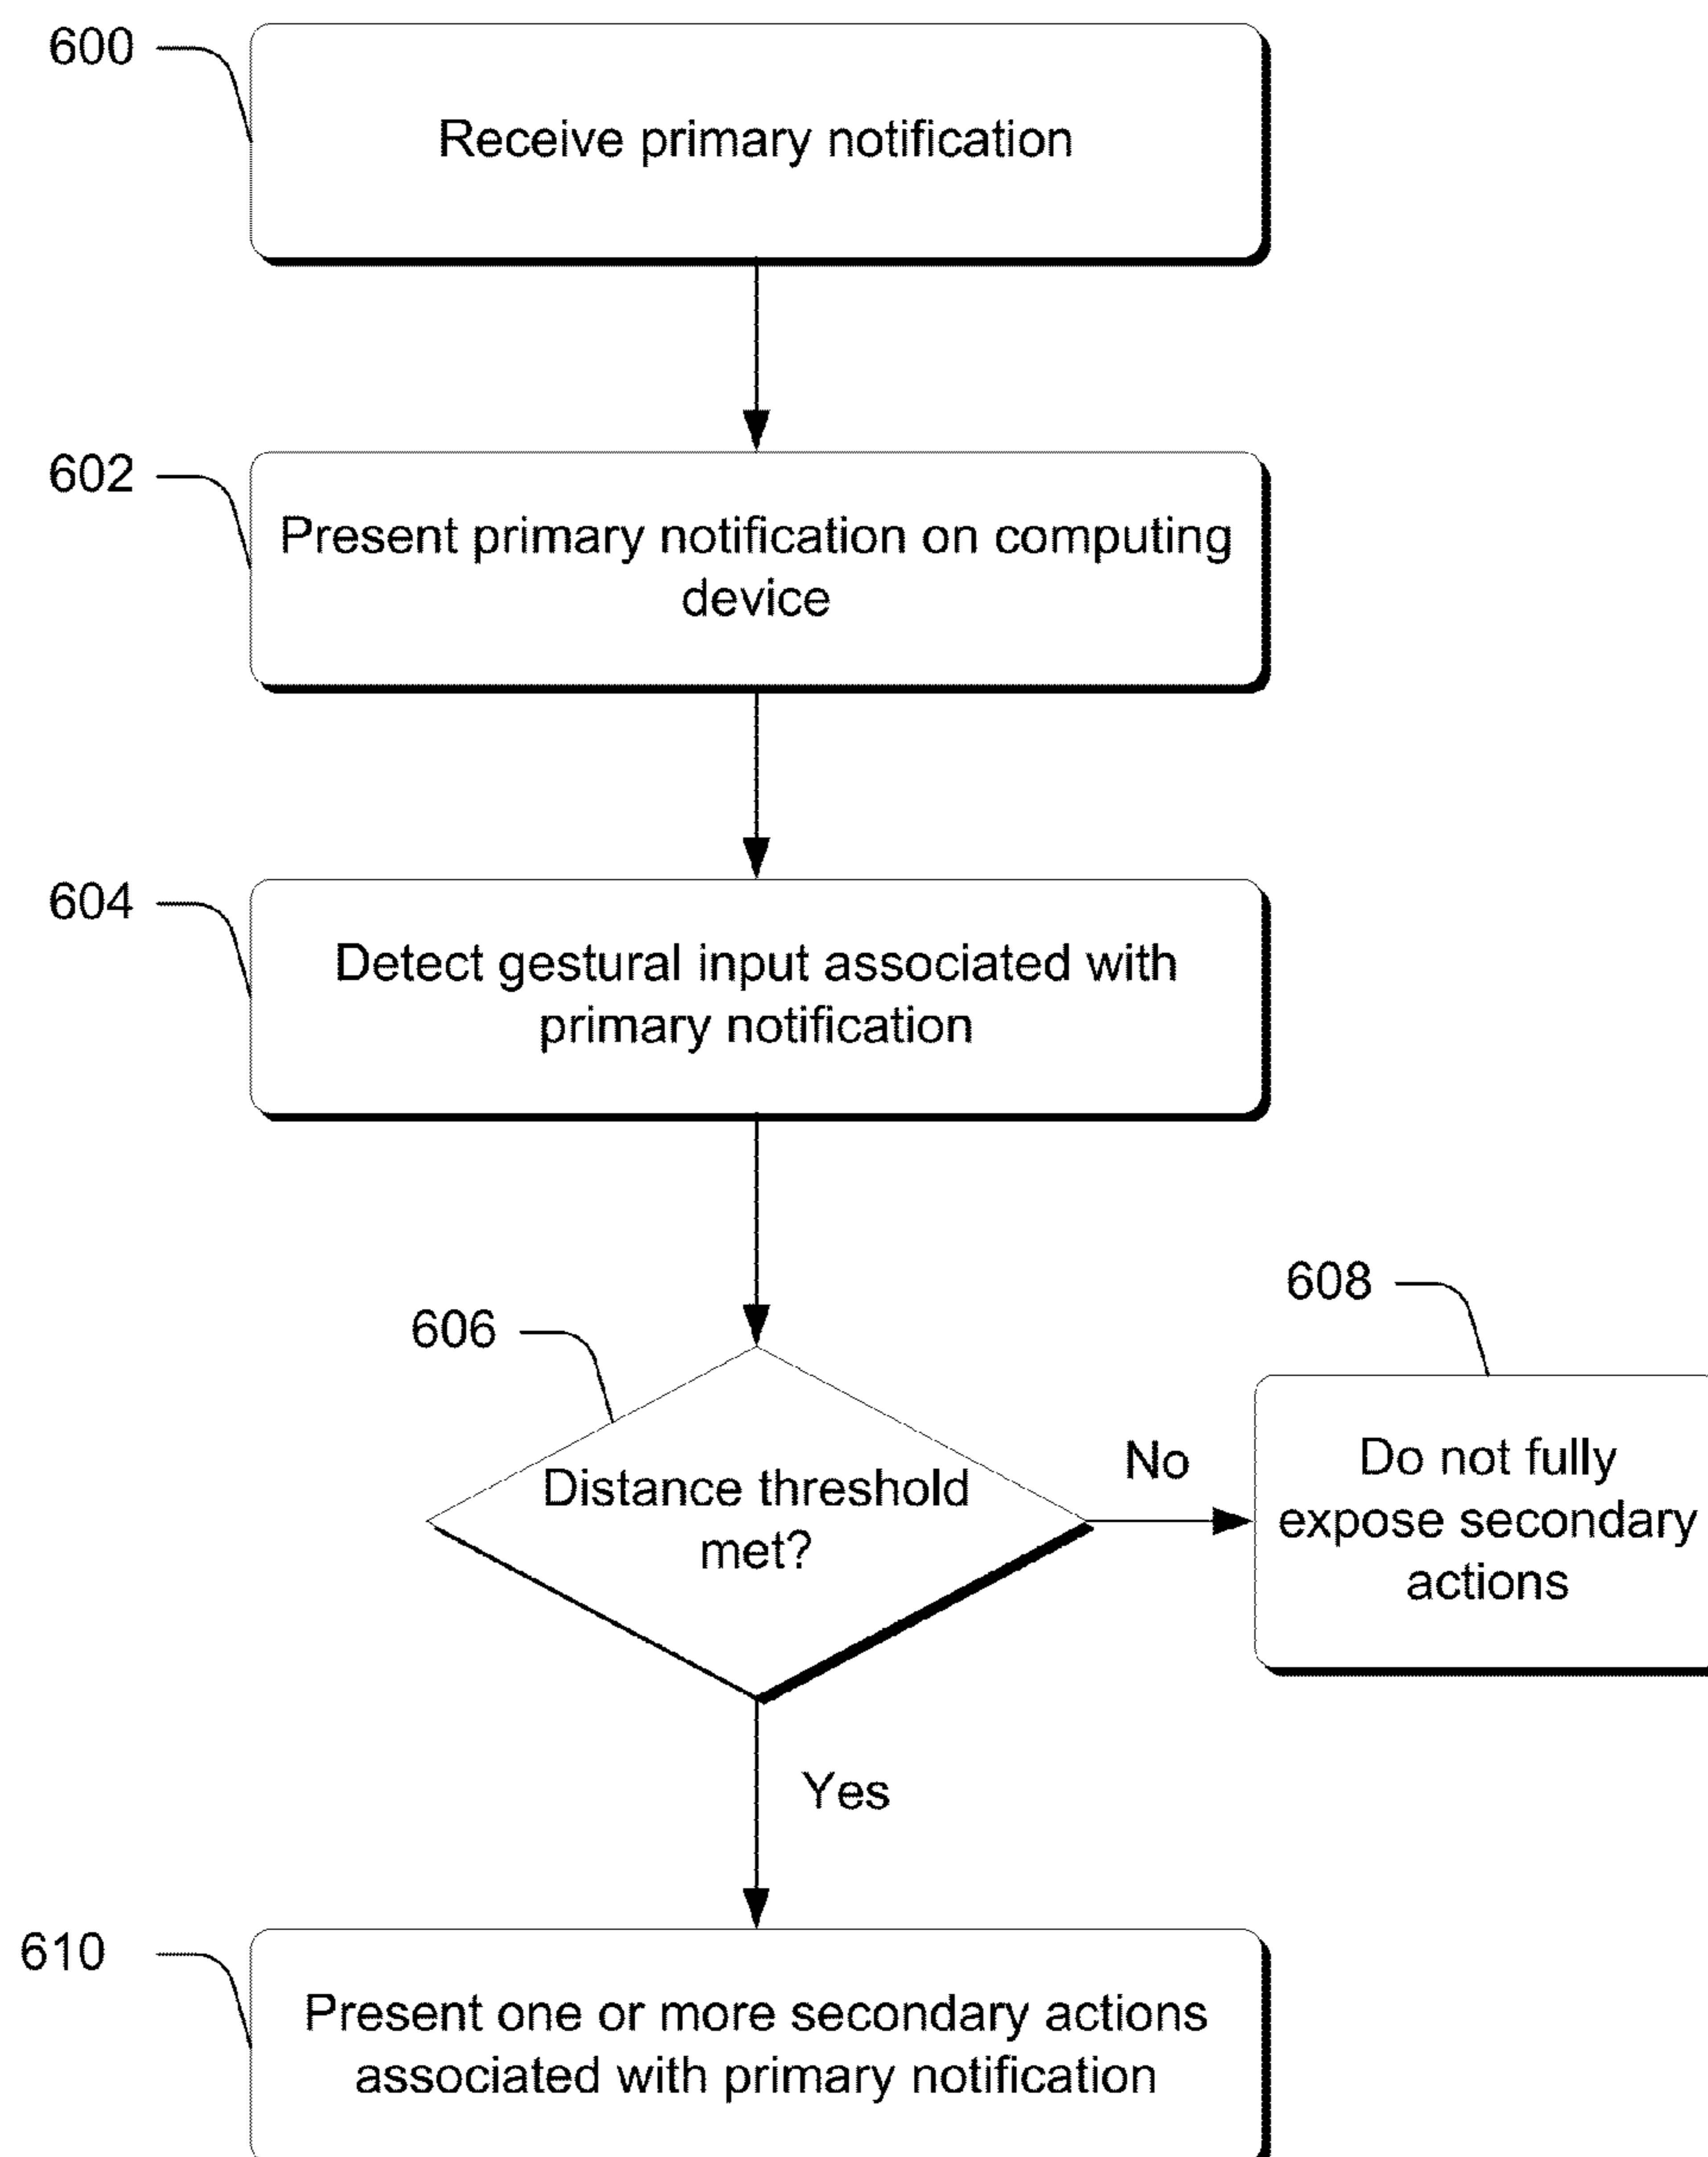 600
Receive primary notification
602
Present primary notification on computing
device
604
Detect gestural input associated with
primary notification
606
Distance threshold
met?
No
608
Do not fully
expose secondary
actions
Yes
610
Present one or more secondary actions
associated with primary notification